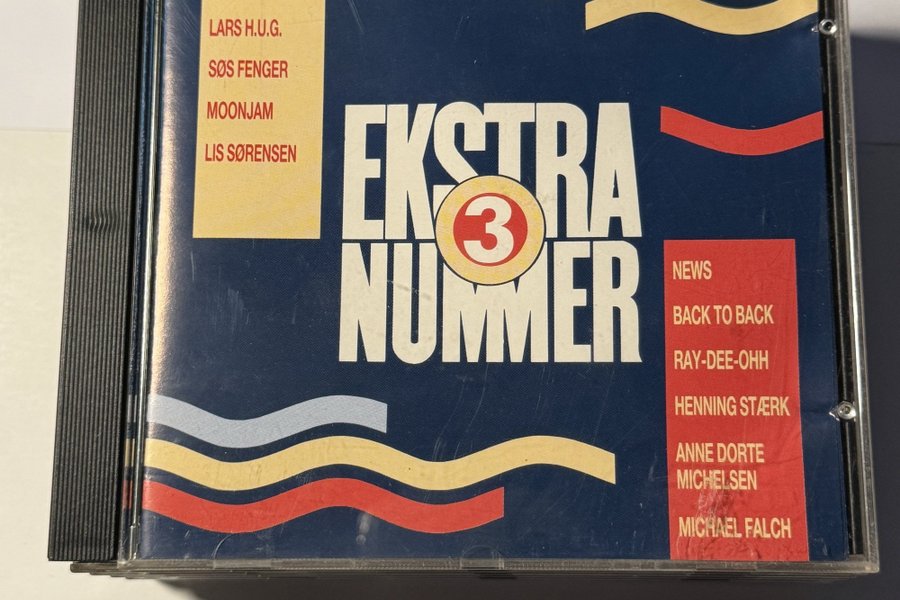 LARS H.U.G.
SØS FENGER
MOONJAM
LIS SØRENSEN
EKSTRA
3
NUMMER
NEWS
BACK TO BACK
RAY-DEE-OHH
HENNING STÆRK
ANNE DORTE
MICHELSEN
MICHAEL FALCH